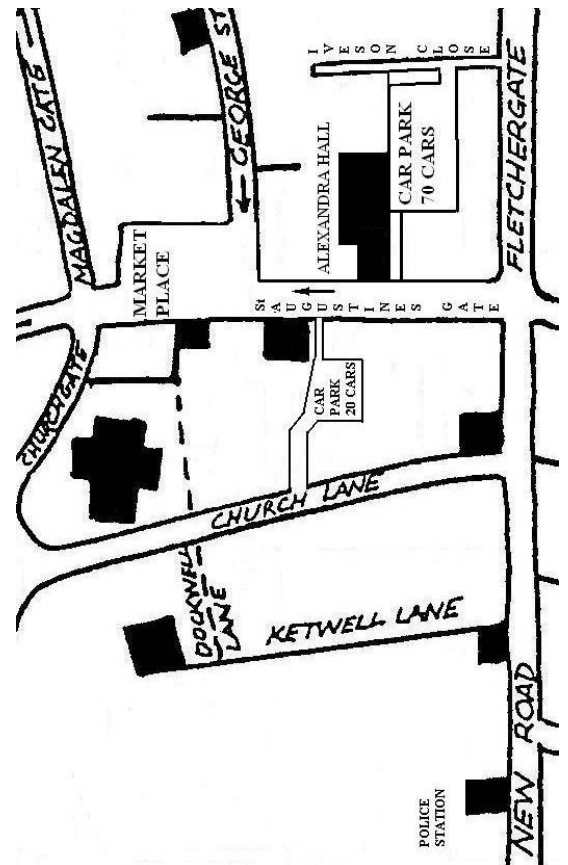 MAGDALEN GATE
GEORGE ST
IVESON CLOSE
FLETCHERGATE
ALEXANDRA HALL
CAR PARK
70 CARS
MARKET
PLACE
St AUGUSTINES GATE
CHURCHGATE
CAR
PARK
20 CARS
CHURCH LANE
DOCKWELL
LANE
KETWELL LANE
NEW ROAD
POLICE
STATION